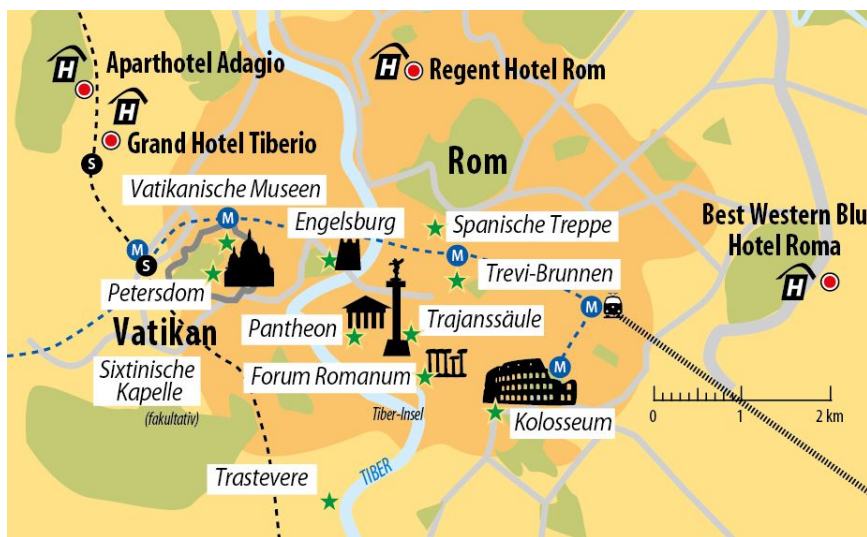 H
Aparthotel Adagio
H
Regent Hotel Rom
H
Grand Hotel Tiberio
S
Rom
Vatikanische Museen
M
Engelsburg
Spanische Treppe
Best Western Blu
Hotel Roma
H
M
S
M
Trevi-Brunnen
Petersdom
M
Vatikan
Pantheon
Trajanssäule
Sixtinische
Kapelle
(fakultativ)
Forum Romanum
M
Tiber-Insel
Kolosseum
0 1 2 km
Trastevere
TIBER